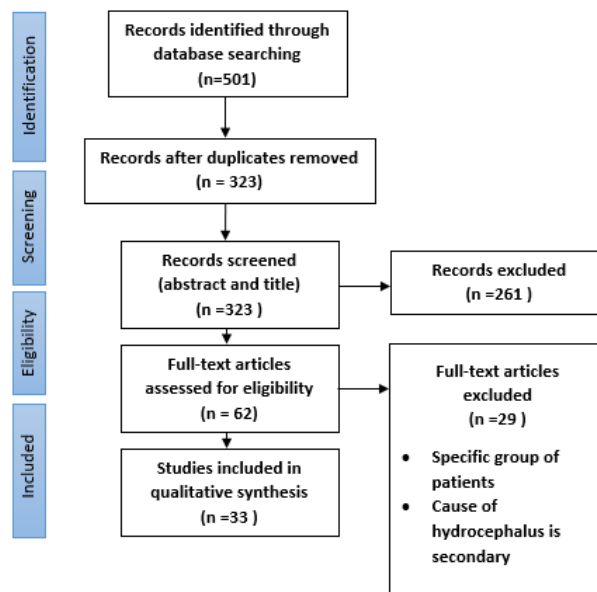 Identification
Records identified through
database searching
(n=501)
Records after duplicates removed
(n = 323)
Screening
Records screened
(abstract and title)
(n =323 )
Records excluded
(n =261 )
Eligibility
Full-text articles
assessed for eligibility
(n = 62)
Full-text articles
excluded
(n =29 )
• Specific group of
patients
• Cause of
hydrocephalus is
secondary
Included
Studies included in
qualitative synthesis
(n =33 )